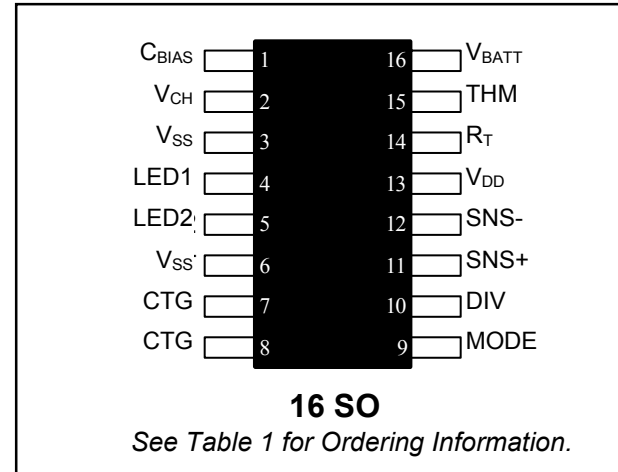 CBIAS 1 16 VBATT
VCH 2 15 THM
VSS 3 14 RT
LED1 4 13 VDD
LED2 5 12 SNS-
VSS 6 11 SNS+
CTG 7 10 DIV
CTG 8 9 MODE
16 SO
See Table 1 for Ordering Information.